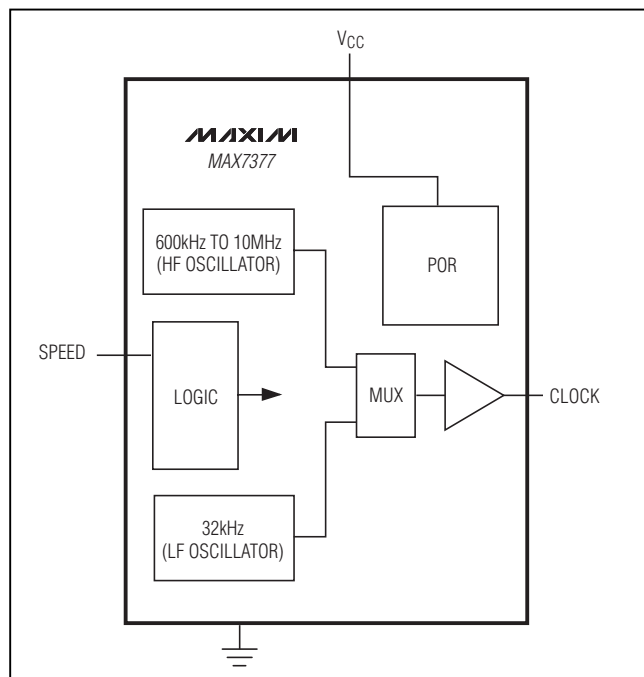 VCC
MAXIM
MAX7377
600kHz TO 10MHz
(HF OSCILLATOR)
POR
SPEED
LOGIC
MUX
CLOCK
32kHz
(LF OSCILLATOR)